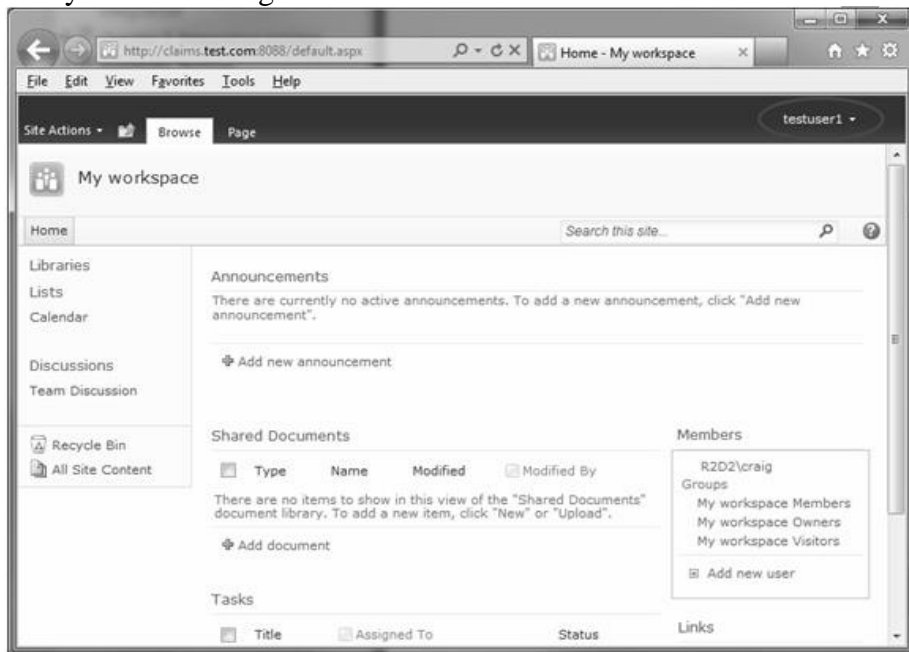 http://claims.test.com:8088/default.aspx
Home - My workspace
File Edit View Favorites Tools Help
Site Actions Browse Page
testuser1
My workspace
Home
Search this site...
Libraries
Lists
Calendar
Discussions
Team Discussion
Recycle Bin
All Site Content
Announcements
There are currently no active announcements. To add a new announcement, click "Add new
announcement".
Add new announcement
Shared Documents
Type Name Modified Modified By
There are no items to show in this view of the "Shared Documents"
document library. To add a new item, click "New" or "Upload".
Add document
Tasks
Title Assigned To Status
Members
R2D2\craig
Groups
My workspace Members
My workspace Owners
My workspace Visitors
Add new user
Links